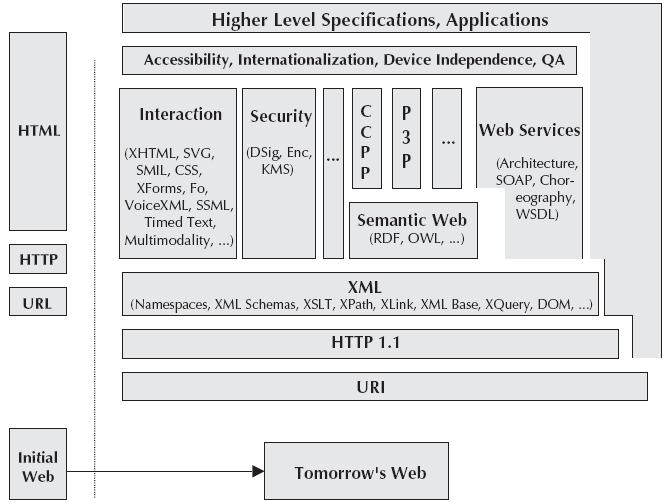 Higher Level Specifications, Applications
Accessibility, Internationalization, Device Independence, QA
HTML
HTTP
URL
Interaction
(XHTML, SVG,
SMIL, CSS,
XForms, Fo,
VoiceXML, SSML,
Timed Text,
Multimodality, ...)
Security
(DSig, Enc,
KMS)
...
C
C
P
P
P
3
P
...
Web Services
(Architecture,
SOAP, Chor-
eography,
WSDL)
Semantic Web
(RDF, OWL, ...)
XML
(Namespaces, XML Schemas, XSLT, XPath, XLink, XML Base, XQuery, DOM, ...)
HTTP 1.1
URI
Initial
Web
Tomorrow's Web